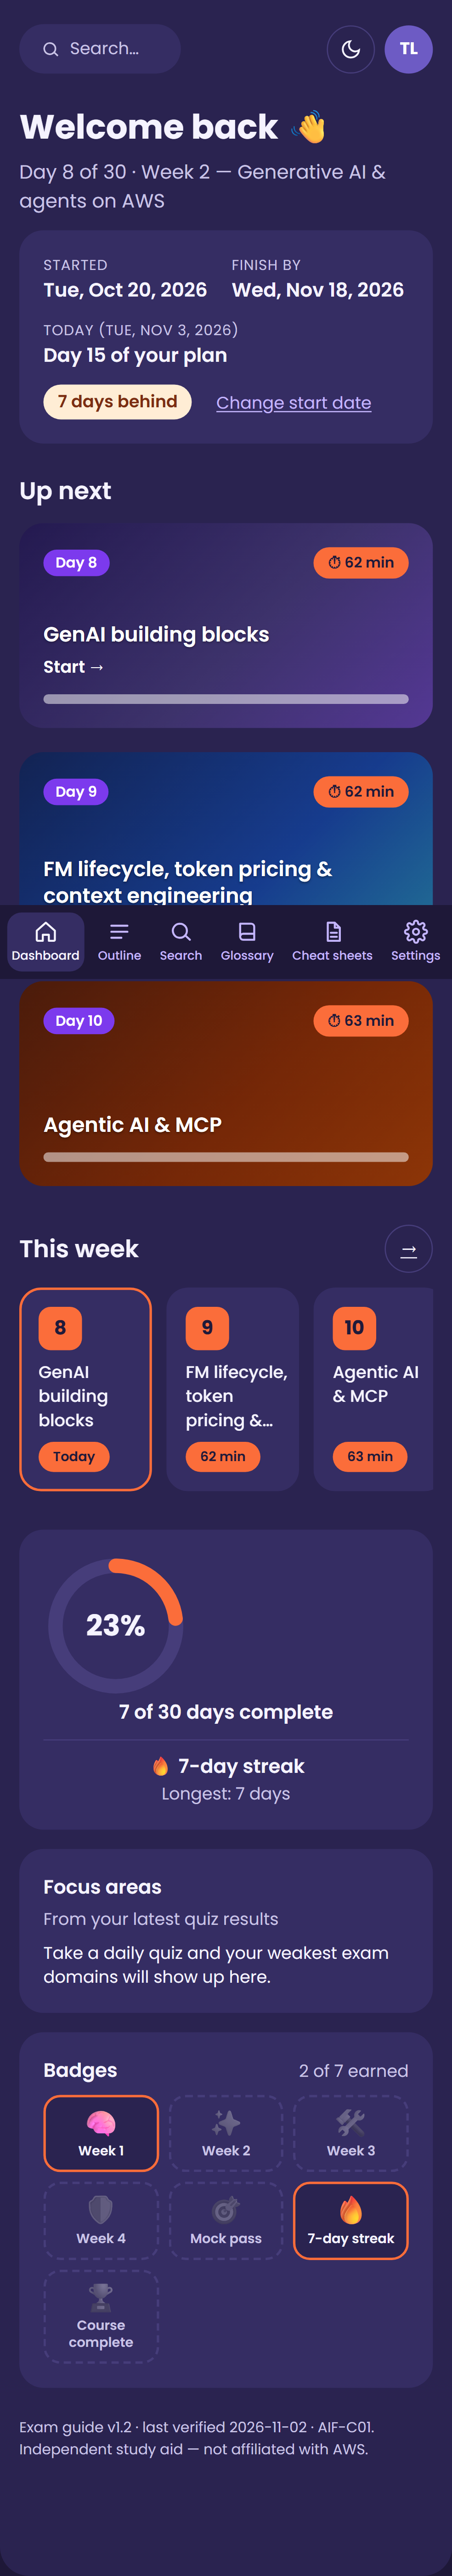 Search...
TL
Welcome back 👋
Day 8 of 30 · Week 2 — Generative AI &
agents on AWS
STARTED
Tue, Oct 20, 2026
FINISH BY
Wed, Nov 18, 2026
TODAY (TUE, NOV 3, 2026)
Day 15 of your plan
7 days behind
Change start date
Up next
Day 8
⏱ 62 min
GenAI building blocks
Start →
Day 9
⏱ 62 min
FM lifecycle, token pricing &
context engineering
Dashboard
Outline
Search
Glossary
Cheat sheets
Settings
Day 10
⏱ 63 min
Agentic AI & MCP
This week
→
8
GenAI
building
blocks
Today
9
FM lifecycle,
token
pricing &...
62 min
10
Agentic AI
& MCP
63 min
23%
7 of 30 days complete
🔥 7-day streak
Longest: 7 days
Focus areas
From your latest quiz results
Take a daily quiz and your weakest exam
domains will show up here.
Badges
2 of 7 earned
Week 1
Week 2
Week 3
Week 4
Mock pass
7-day streak
Course
complete
Exam guide v1.2 · last verified 2026-11-02 · AIF-C01.
Independent study aid — not affiliated with AWS.